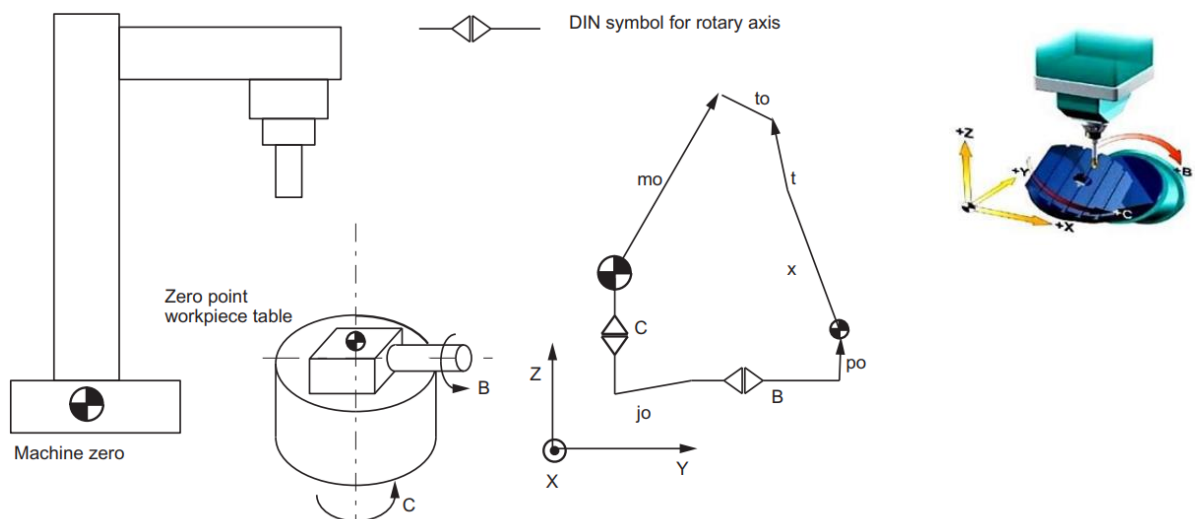 DIN symbol for rotary axis
to
mo
t
x
C
po
B
jo
Z
Y
X
Zero point
workpiece table
B
C
Machine zero
+Z
+Y
+X
+B
+C